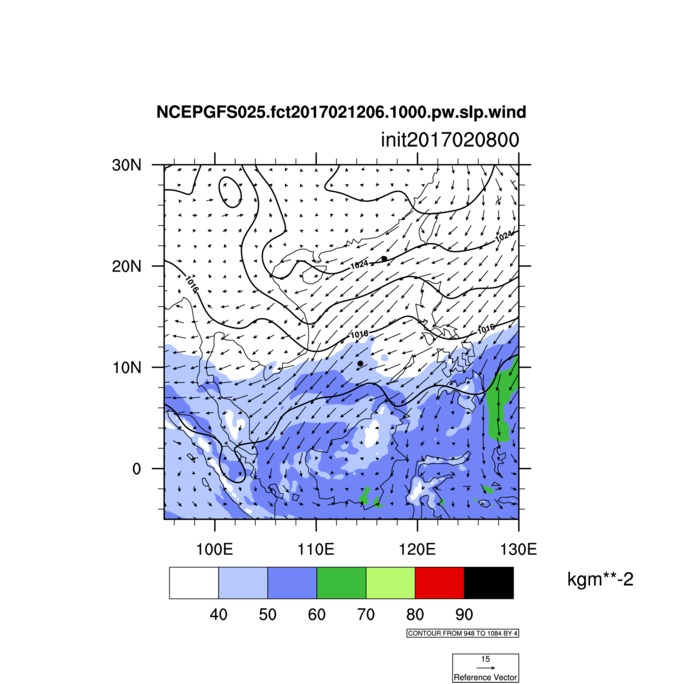 NCEPGFS025.fct2017021206.1000.pw.slp.wind
init2017020800
30N
20N
10N
0
1024
1024
1016
1016
1016
100E 110E 120E 130E
40 50 60 70 80 90
kgm**-2
CONTOUR FROM 948 TO 1084 BY 4
15
Reference Vector